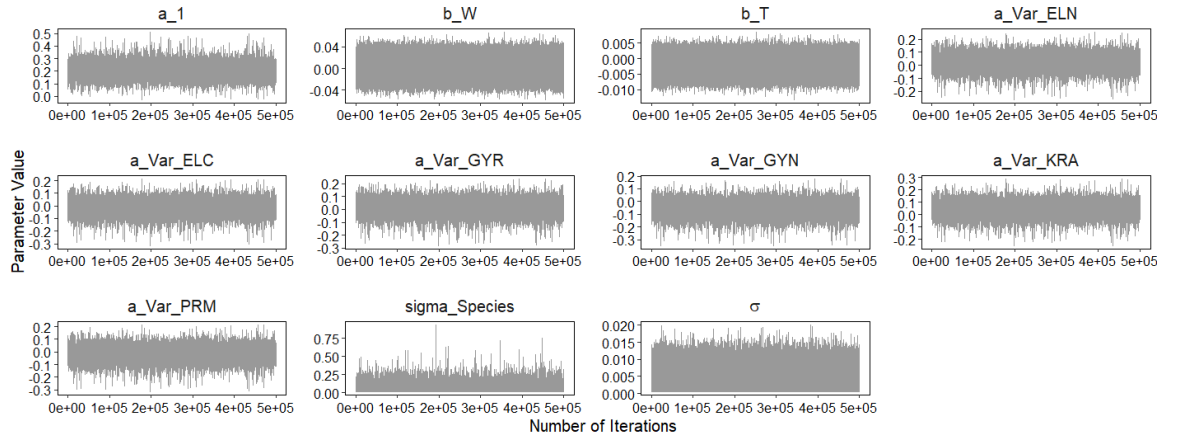 a_1 b_W b_T a_Var_ELN
0.5 0.4 0.3 0.2 0.1 0.0
0.04 0.00 -0.04
0.005 0.000 -0.005 -0.010
0.2 0.1 0.0 -0.1 -0.2
0e+00 1e+05 2e+05 3e+05 4e+05 5e+05 0e+00 1e+05 2e+05 3e+05 4e+05 5e+05 0e+00 1e+05 2e+05 3e+05 4e+05 5e+05 0e+00 1e+05 2e+05 3e+05 4e+05 5e+05
Parameter Value
a_Var_ELC a_Var_GYR a_Var_GYN a_Var_KRA
0.2 0.1 0.0 -0.1 -0.2 -0.3
0.2 0.1 0.0 -0.1 -0.2 -0.3
0.2 0.1 0.0 -0.1 -0.2 -0.3
0.3 0.2 0.1 0.0 -0.1 -0.2
0e+00 1e+05 2e+05 3e+05 4e+05 5e+05 0e+00 1e+05 2e+05 3e+05 4e+05 5e+05 0e+00 1e+05 2e+05 3e+05 4e+05 5e+05 0e+00 1e+05 2e+05 3e+05 4e+05 5e+05
a_Var_PRM sigma_Species σ
0.2 0.1 0.0 -0.1 -0.2 -0.3
0.75 0.50 0.25 0.00
0.020 0.015 0.010 0.005 0.000
0e+00 1e+05 2e+05 3e+05 4e+05 5e+05 0e+00 1e+05 2e+05 3e+05 4e+05 5e+05 0e+00 1e+05 2e+05 3e+05 4e+05 5e+05
Number of Iterations